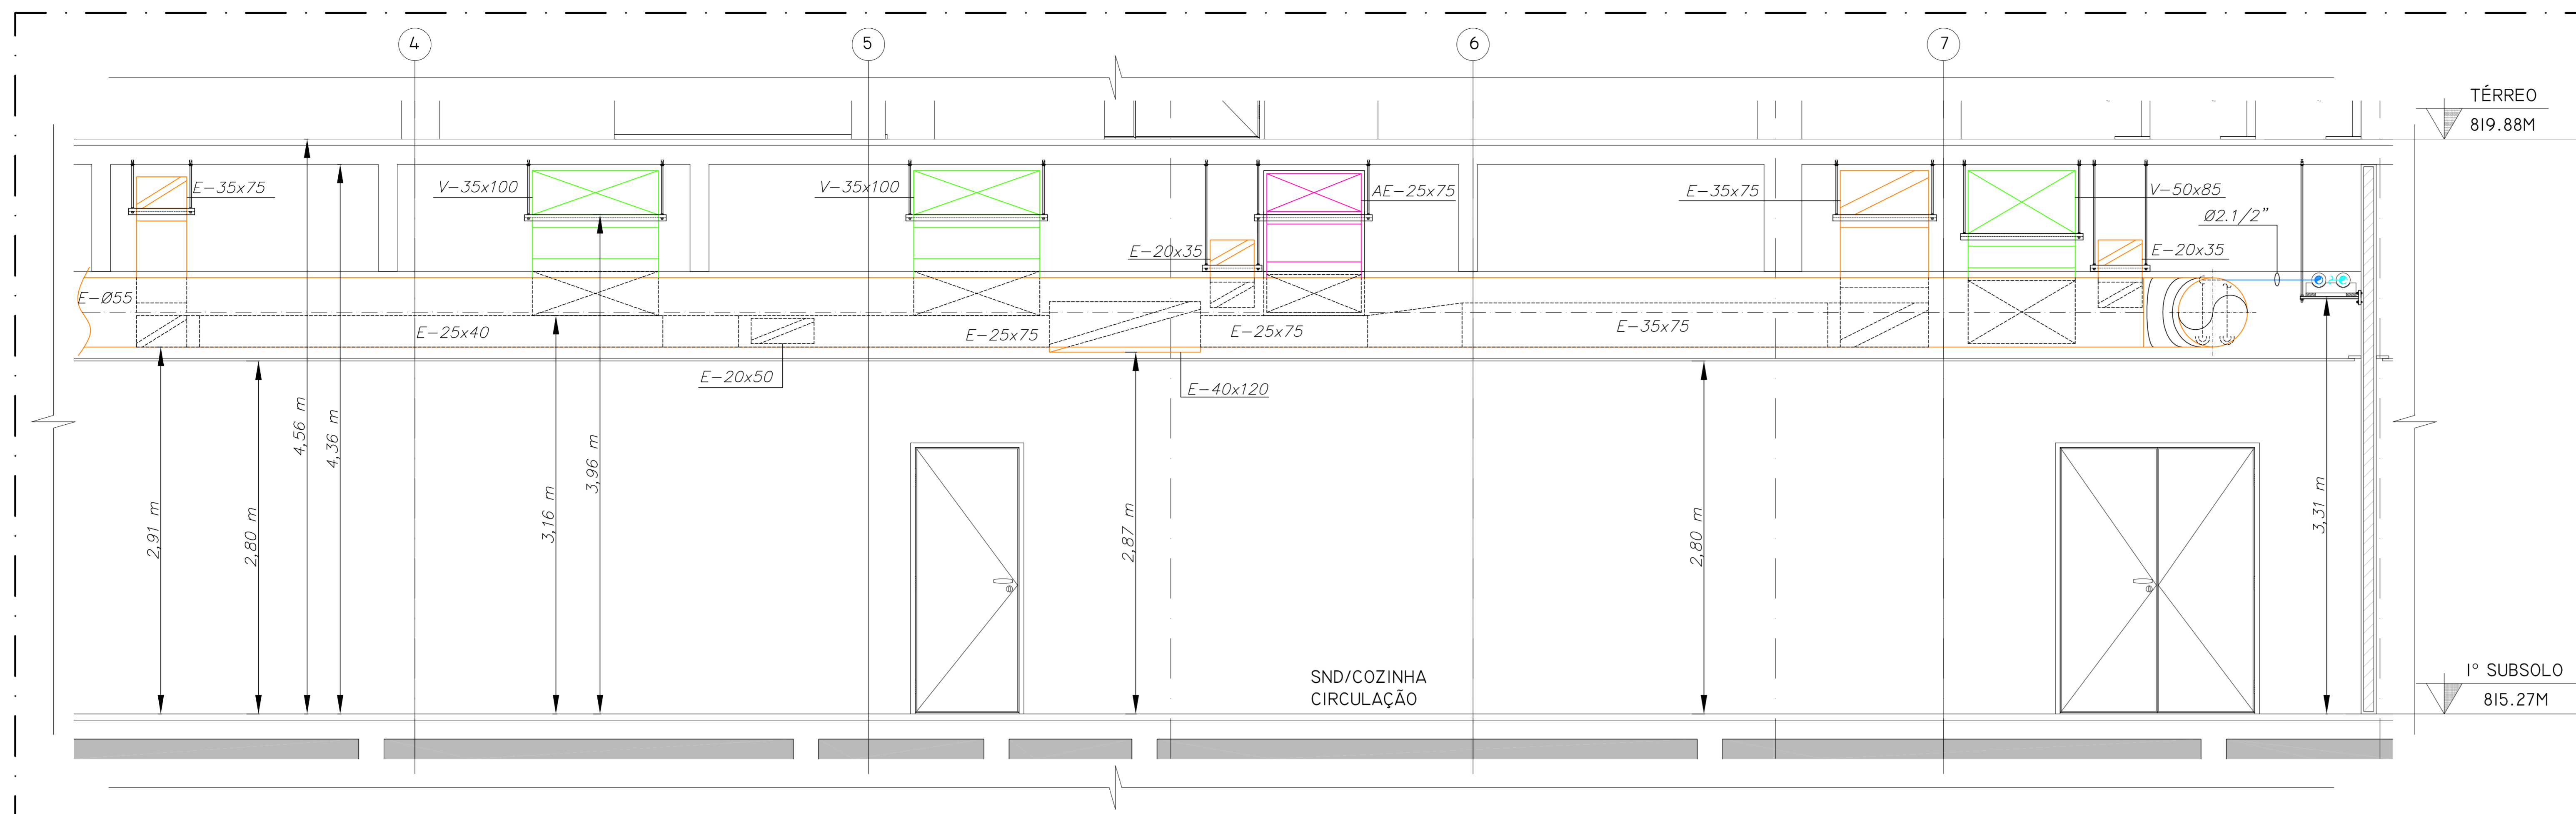 4
5
6
7
TÉRREO
819.88M
E-35x75
V-35x100
V-35x100
AE-25x75
E-35x75
V-50x85
Ø2.1/2”
E-20x35
E-20x35
E-Ø55
E-25x40
E-25x75
E-25x75
E-35x75
E-20x50
E-40x120
4,56 m
4,36 m
3,96 m
2,91 m
2,80 m
3,16 m
2,87 m
2,80 m
3,31 m
SND/COZINHA
CIRCULAÇÃO
1º SUBSOLO
815.27M